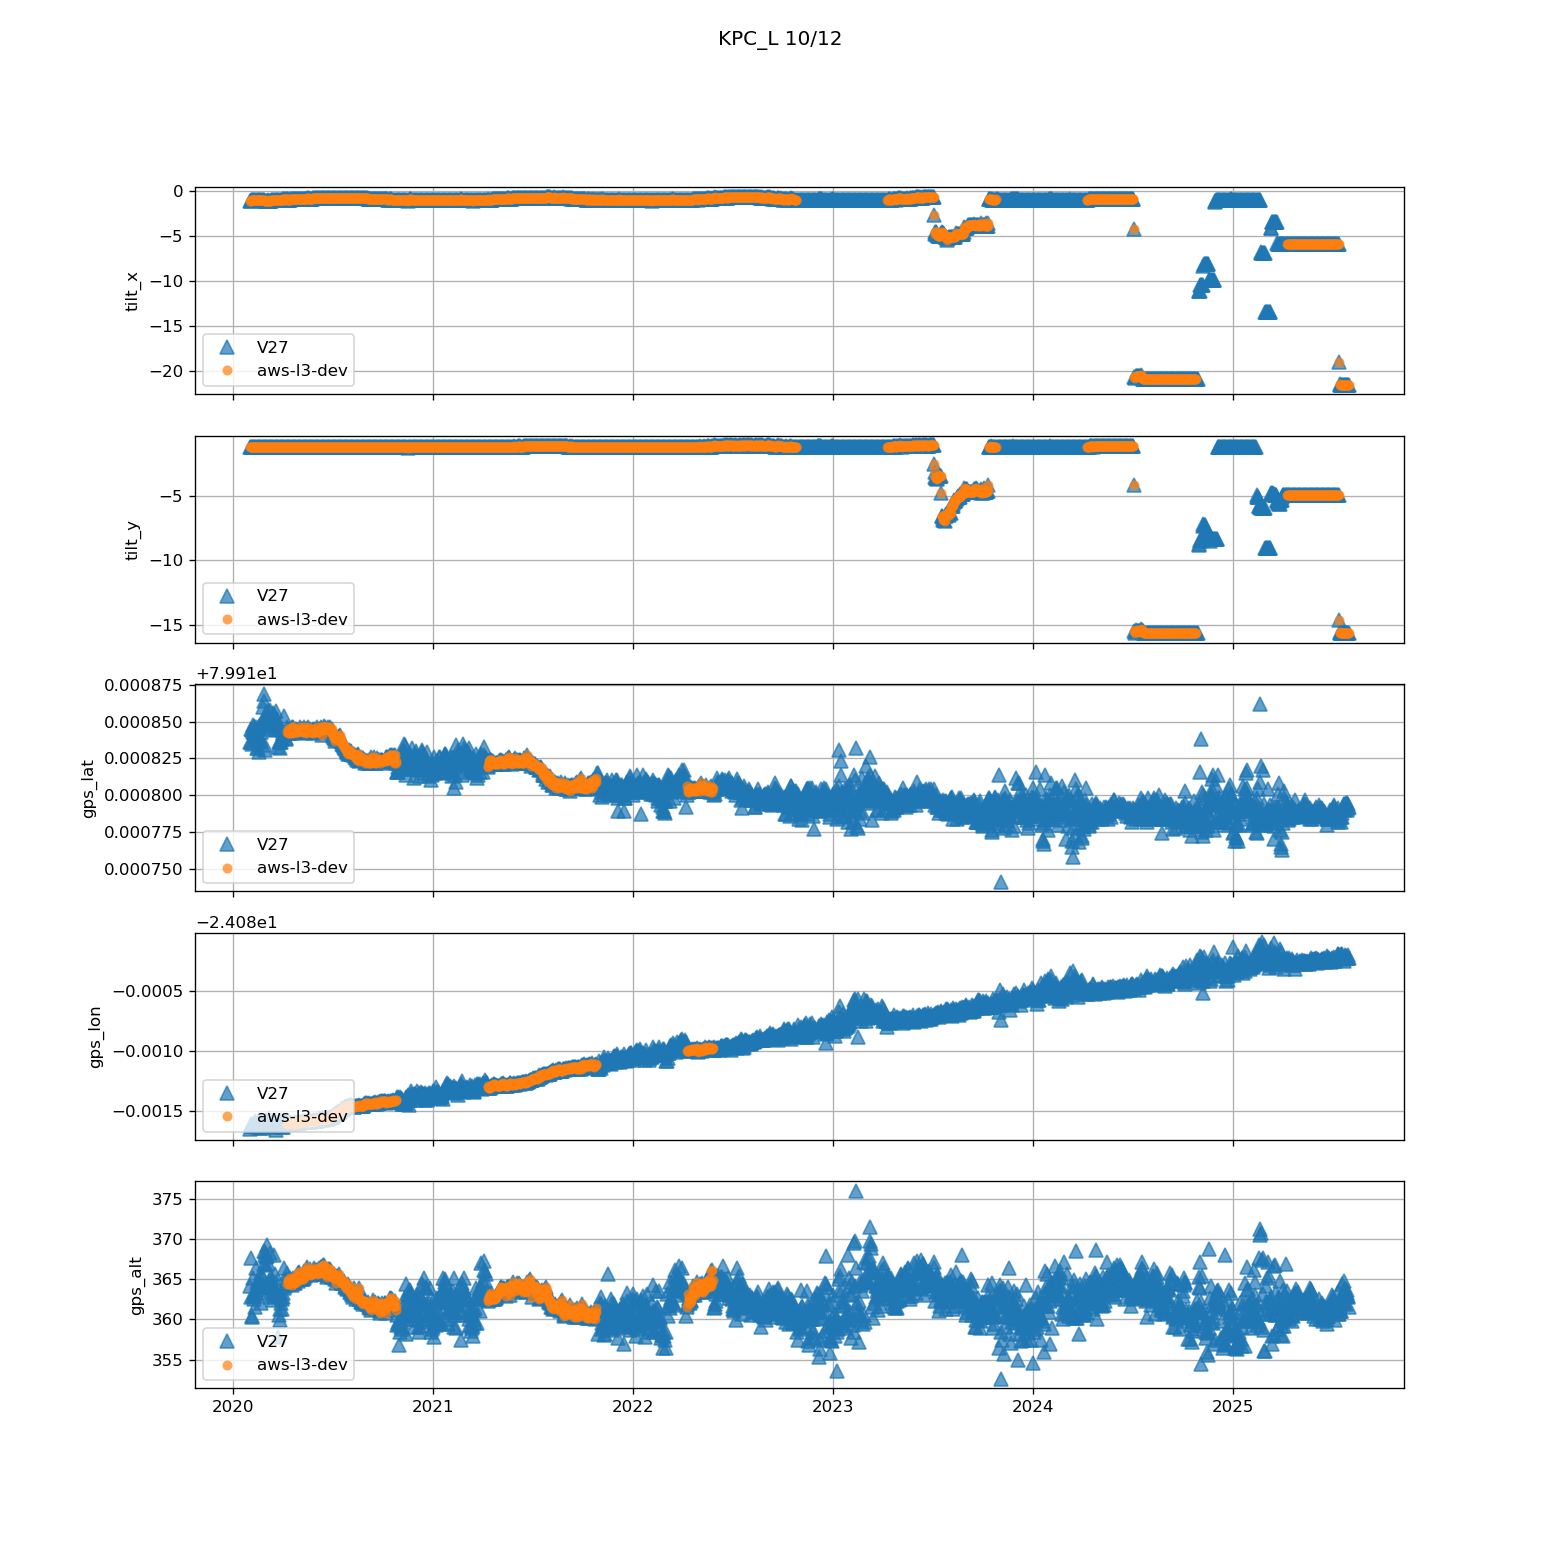 KPC_L 10/12
0
−5
−10
−15
−20
tilt_x
V27
aws-l3-dev
−5
−10
−15
tilt_y
V27
aws-l3-dev
+7.991e1
0.000875
0.000850
0.000825
0.000800
0.000775
0.000750
gps_lat
V27
aws-l3-dev
−2.408e1
−0.0005
−0.0010
−0.0015
gps_lon
V27
aws-l3-dev
375
370
365
360
355
gps_alt
V27
aws-l3-dev
2020 2021 2022 2023 2024 2025